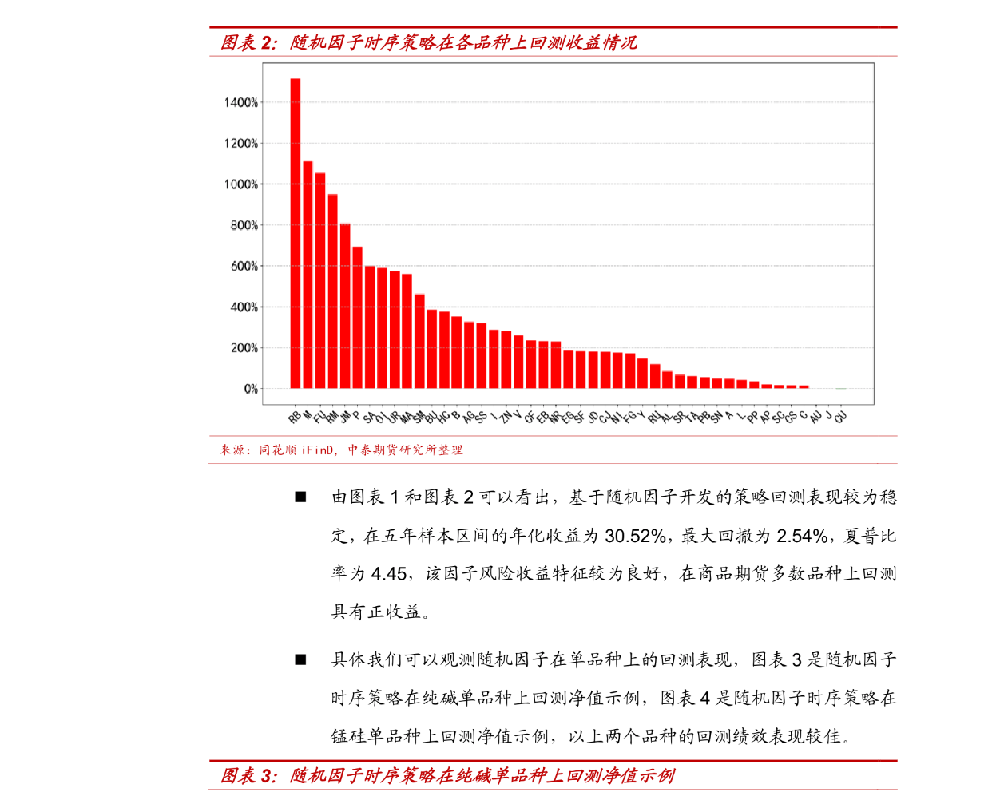 图表 2：随机因子时序策略在各品种上回测收益情况
1400%
1200%
1000%
800%
600%
400%
200%
0%
RB M FU RM JM P SA OI UR MA SM BU HC B AG SS I ZN V CF EB NR EG SF JD CJ NI FG Y RU AL SR TA PB SN A L PP AP SC CS C AU J CU
来源：同花顺 iFinD，中泰期货研究所整理
■ 由图表 1 和图表 2 可以看出，基于随机因子开发的策略回测表现较为稳
定，在五年样本区间的年化收益为 30.52%，最大回撤为 2.54%，夏普比
率为 4.45，该因子风险收益特征较为良好，在商品期货多数品种上回测
具有正收益。
■ 具体我们可以观测随机因子在单品种上的回测表现，图表 3 是随机因子
时序策略在纯碱单品种上回测净值示例，图表 4 是随机因子时序策略在
锰硅单品种上回测净值示例，以上两个品种的回测绩效表现较佳。
图表 3：随机因子时序策略在纯碱单品种上回测净值示例